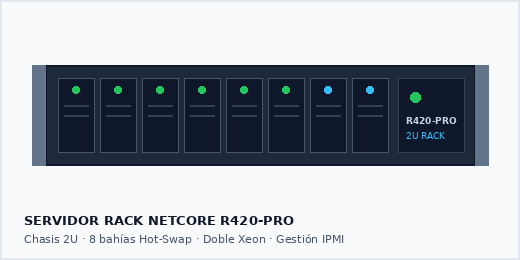 R420-PRO
2U RACK
SERVIDOR RACK NETCORE R420-PRO
Chasis 2U · 8 bahías Hot-Swap · Doble Xeon · Gestión IPMI